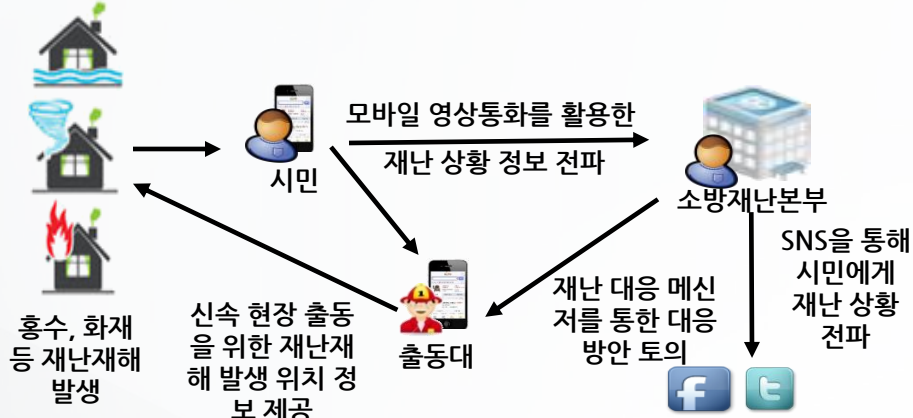 모바일 영상통화를 활용한
재난 상황 정보 전파
시민
소방재난본부
SNS을 통해
시민에게
재난 상황
전파
재난 대응 메신
저를 통한 대응
방안 토의
출동대
신속 현장 출동
을 위한 재난재
해 발생 위치 정
보 제공
홍수, 화재
등 재난재해
발생